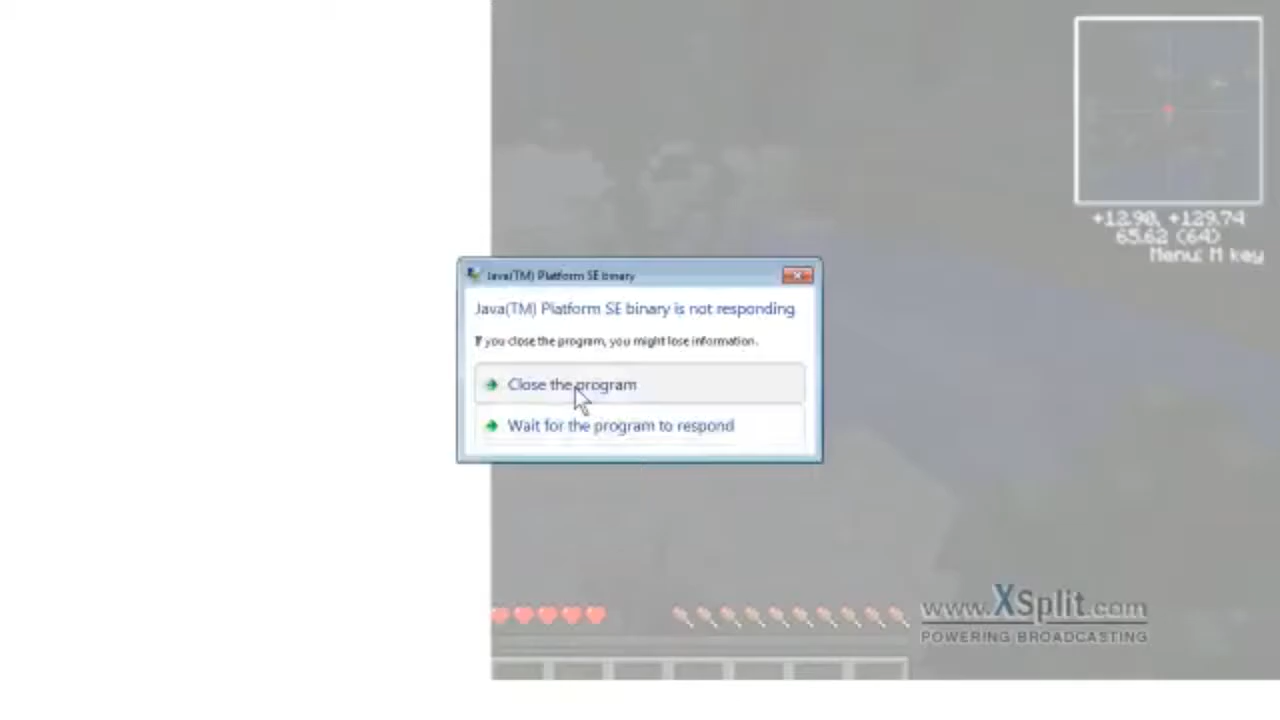 +12.90, +129.74
65.62 (64)
Menu: M key
Java(TM) Platform SE binary
Java(TM) Platform SE binary is not responding
If you close the program, you might lose information.
Close the program
Wait for the program to respond
www.XSplit.com
POWERING BROADCASTING